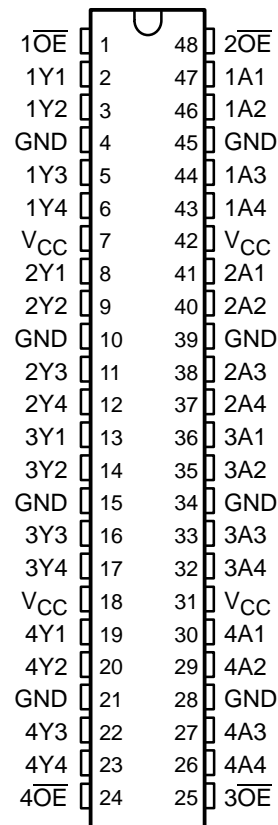 1O̅E̅ 1 48 2O̅E̅
1Y1 2 47 1A1
1Y2 3 46 1A2
GND 4 45 GND
1Y3 5 44 1A3
1Y4 6 43 1A4
VCC 7 42 VCC
2Y1 8 41 2A1
2Y2 9 40 2A2
GND 10 39 GND
2Y3 11 38 2A3
2Y4 12 37 2A4
3Y1 13 36 3A1
3Y2 14 35 3A2
GND 15 34 GND
3Y3 16 33 3A3
3Y4 17 32 3A4
VCC 18 31 VCC
4Y1 19 30 4A1
4Y2 20 29 4A2
GND 21 28 GND
4Y3 22 27 4A3
4Y4 23 26 4A4
4O̅E̅ 24 25 3O̅E̅